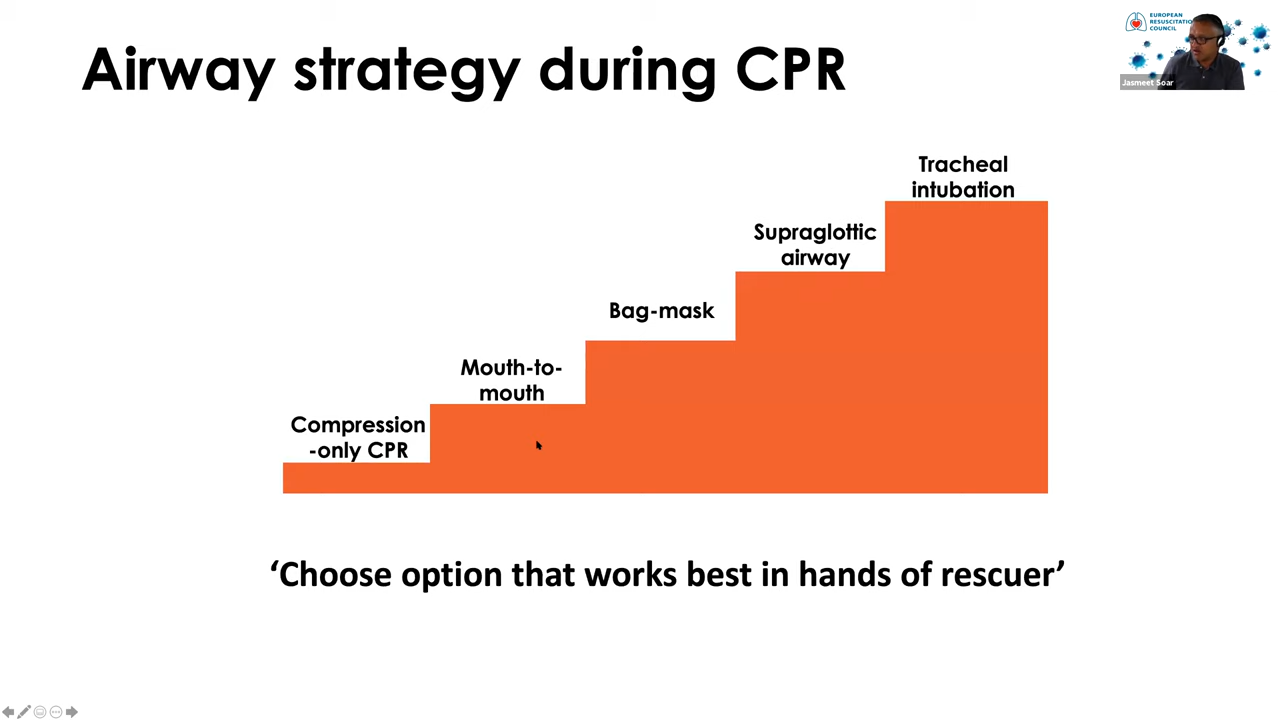 Airway strategy during CPR
EUROPEAN
RESUSCITATIO
COUNCIL
Jasmeet Soar
Tracheal
intubation
Supraglottic
airway
Bag-mask
Mouth-to-
mouth
Compression
-only CPR
‘Choose option that works best in hands of rescuer’